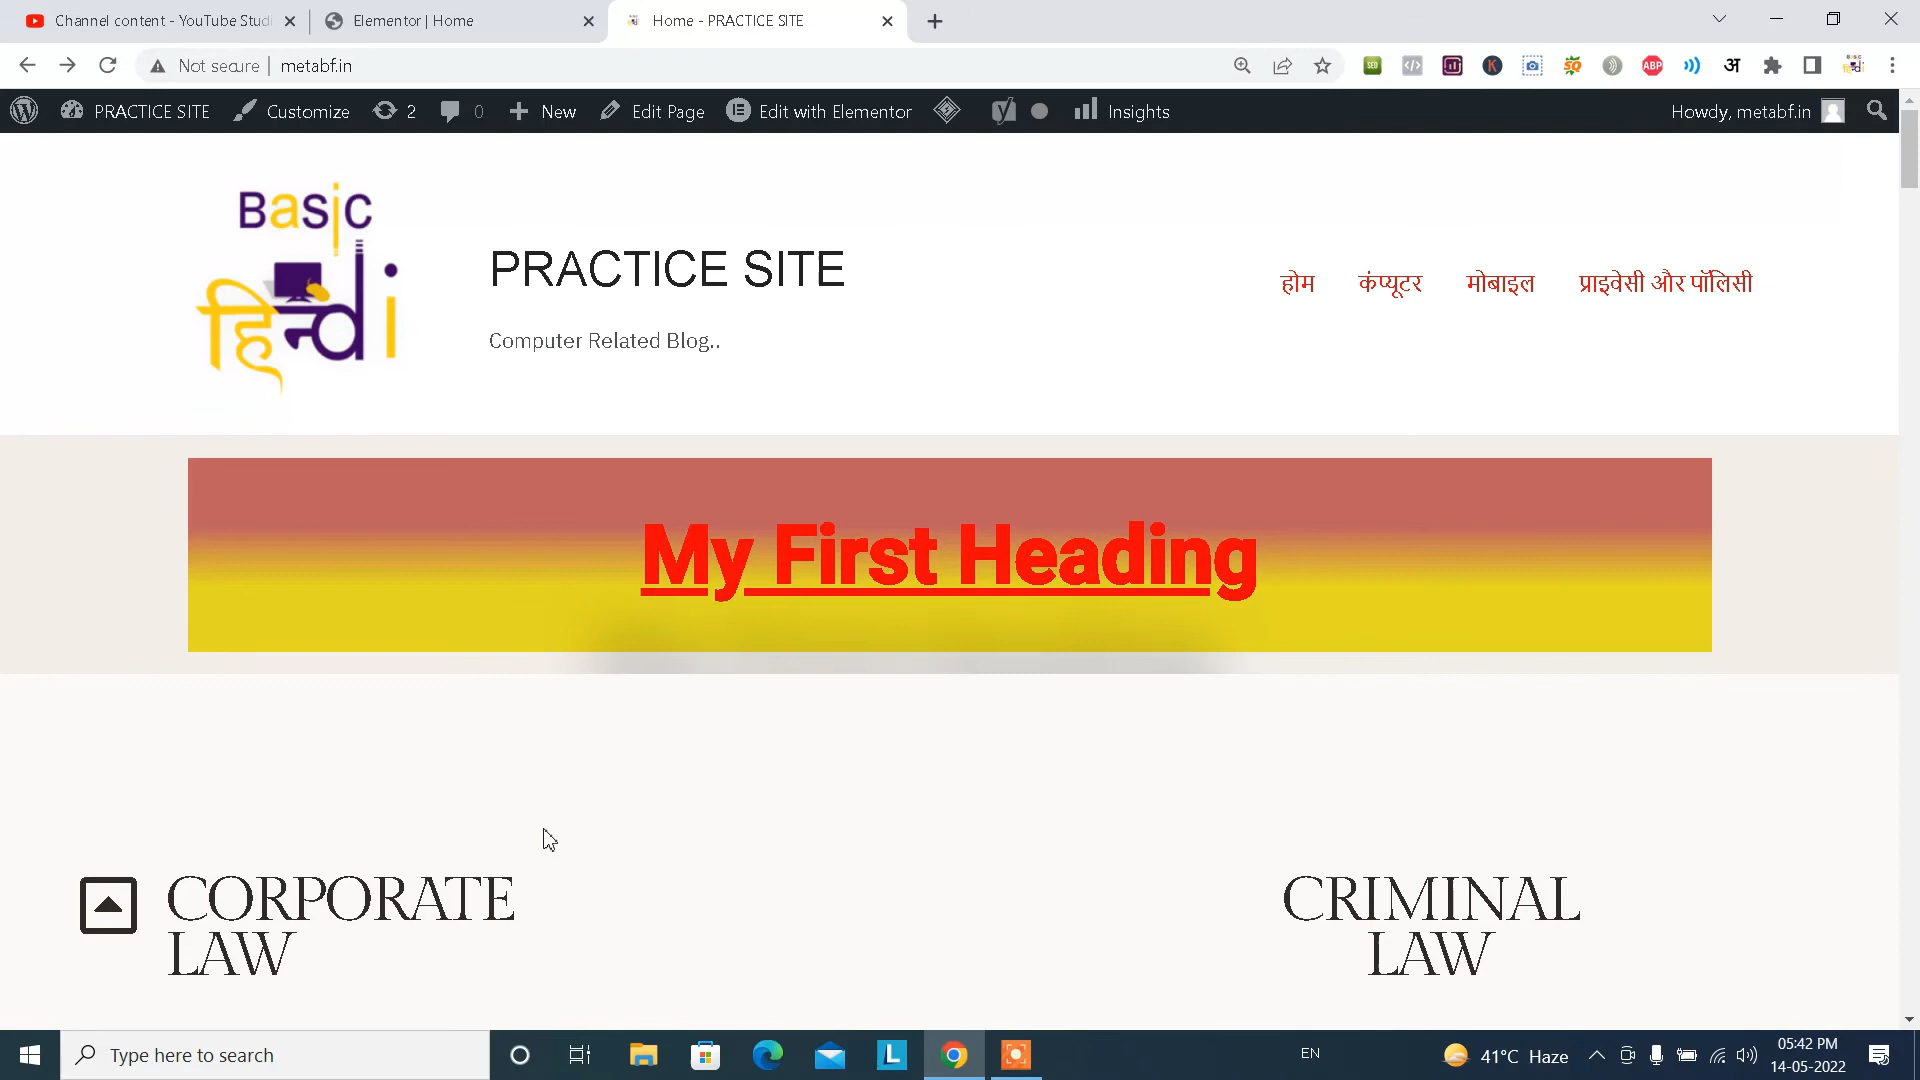 Channel content - YouTube Studi
Elementor | Home
Home - PRACTICE SITE
Not secure | metabf.in
SEO
K
SQ
ABP
अ
PRACTICE SITE
Customize
2
0
New
Edit Page
Edit with Elementor
Insights
Howdy, metabf.in
Basic
हिन्दी
PRACTICE SITE
Computer Related Blog..
होम
कंप्यूटर
मोबाइल
प्राइवेसी और पॉलिसी
My First Heading
CORPORATE
LAW
CRIMINAL
LAW
Type here to search
L
EN
41°C Haze
05:42 PM
14-05-2022